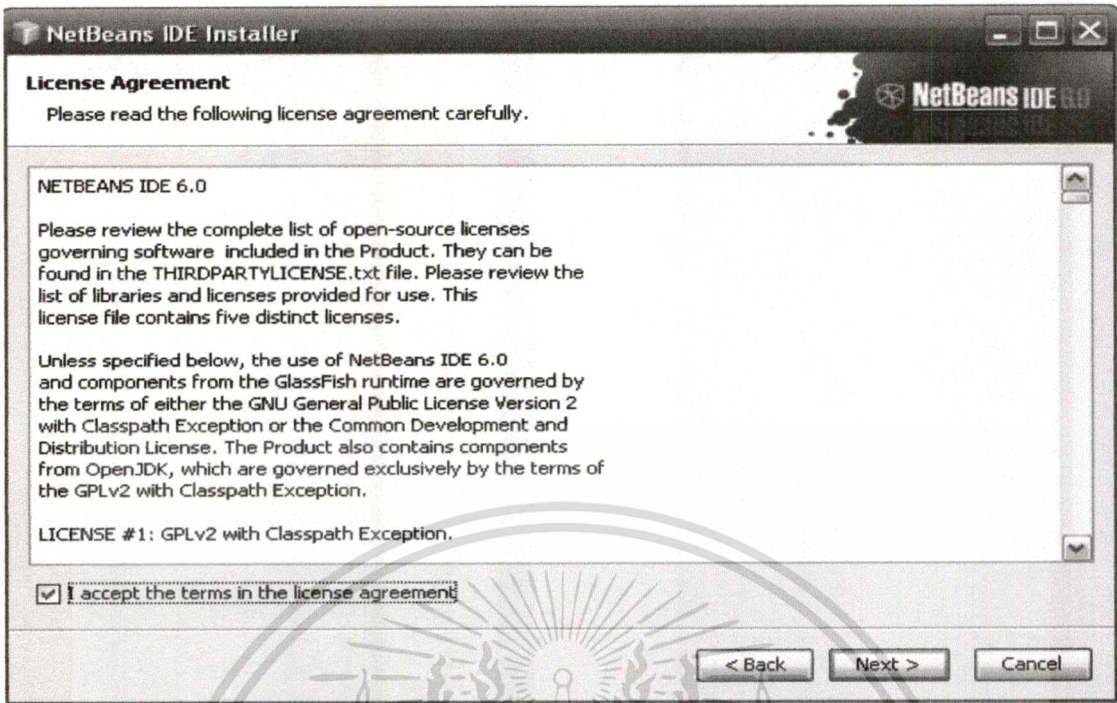 NetBeans IDE Installer
License Agreement
Please read the following license agreement carefully.
NetBeans IDE 6.0
NETBEANS IDE 6.0
Please review the complete list of open-source licenses
governing software included in the Product. They can be
found in the THIRDPARTYLICENSE.txt file. Please review the
list of libraries and licenses provided for use. This
license file contains five distinct licenses.
Unless specified below, the use of NetBeans IDE 6.0
and components from the GlassFish runtime are governed by
the terms of either the GNU General Public License Version 2
with Classpath Exception or the Common Development and
Distribution License. The Product also contains components
from OpenJDK, which are governed exclusively by the terms of
the GPLv2 with Classpath Exception.
LICENSE #1: GPLv2 with Classpath Exception.
I accept the terms in the license agreement
< Back Next > Cancel